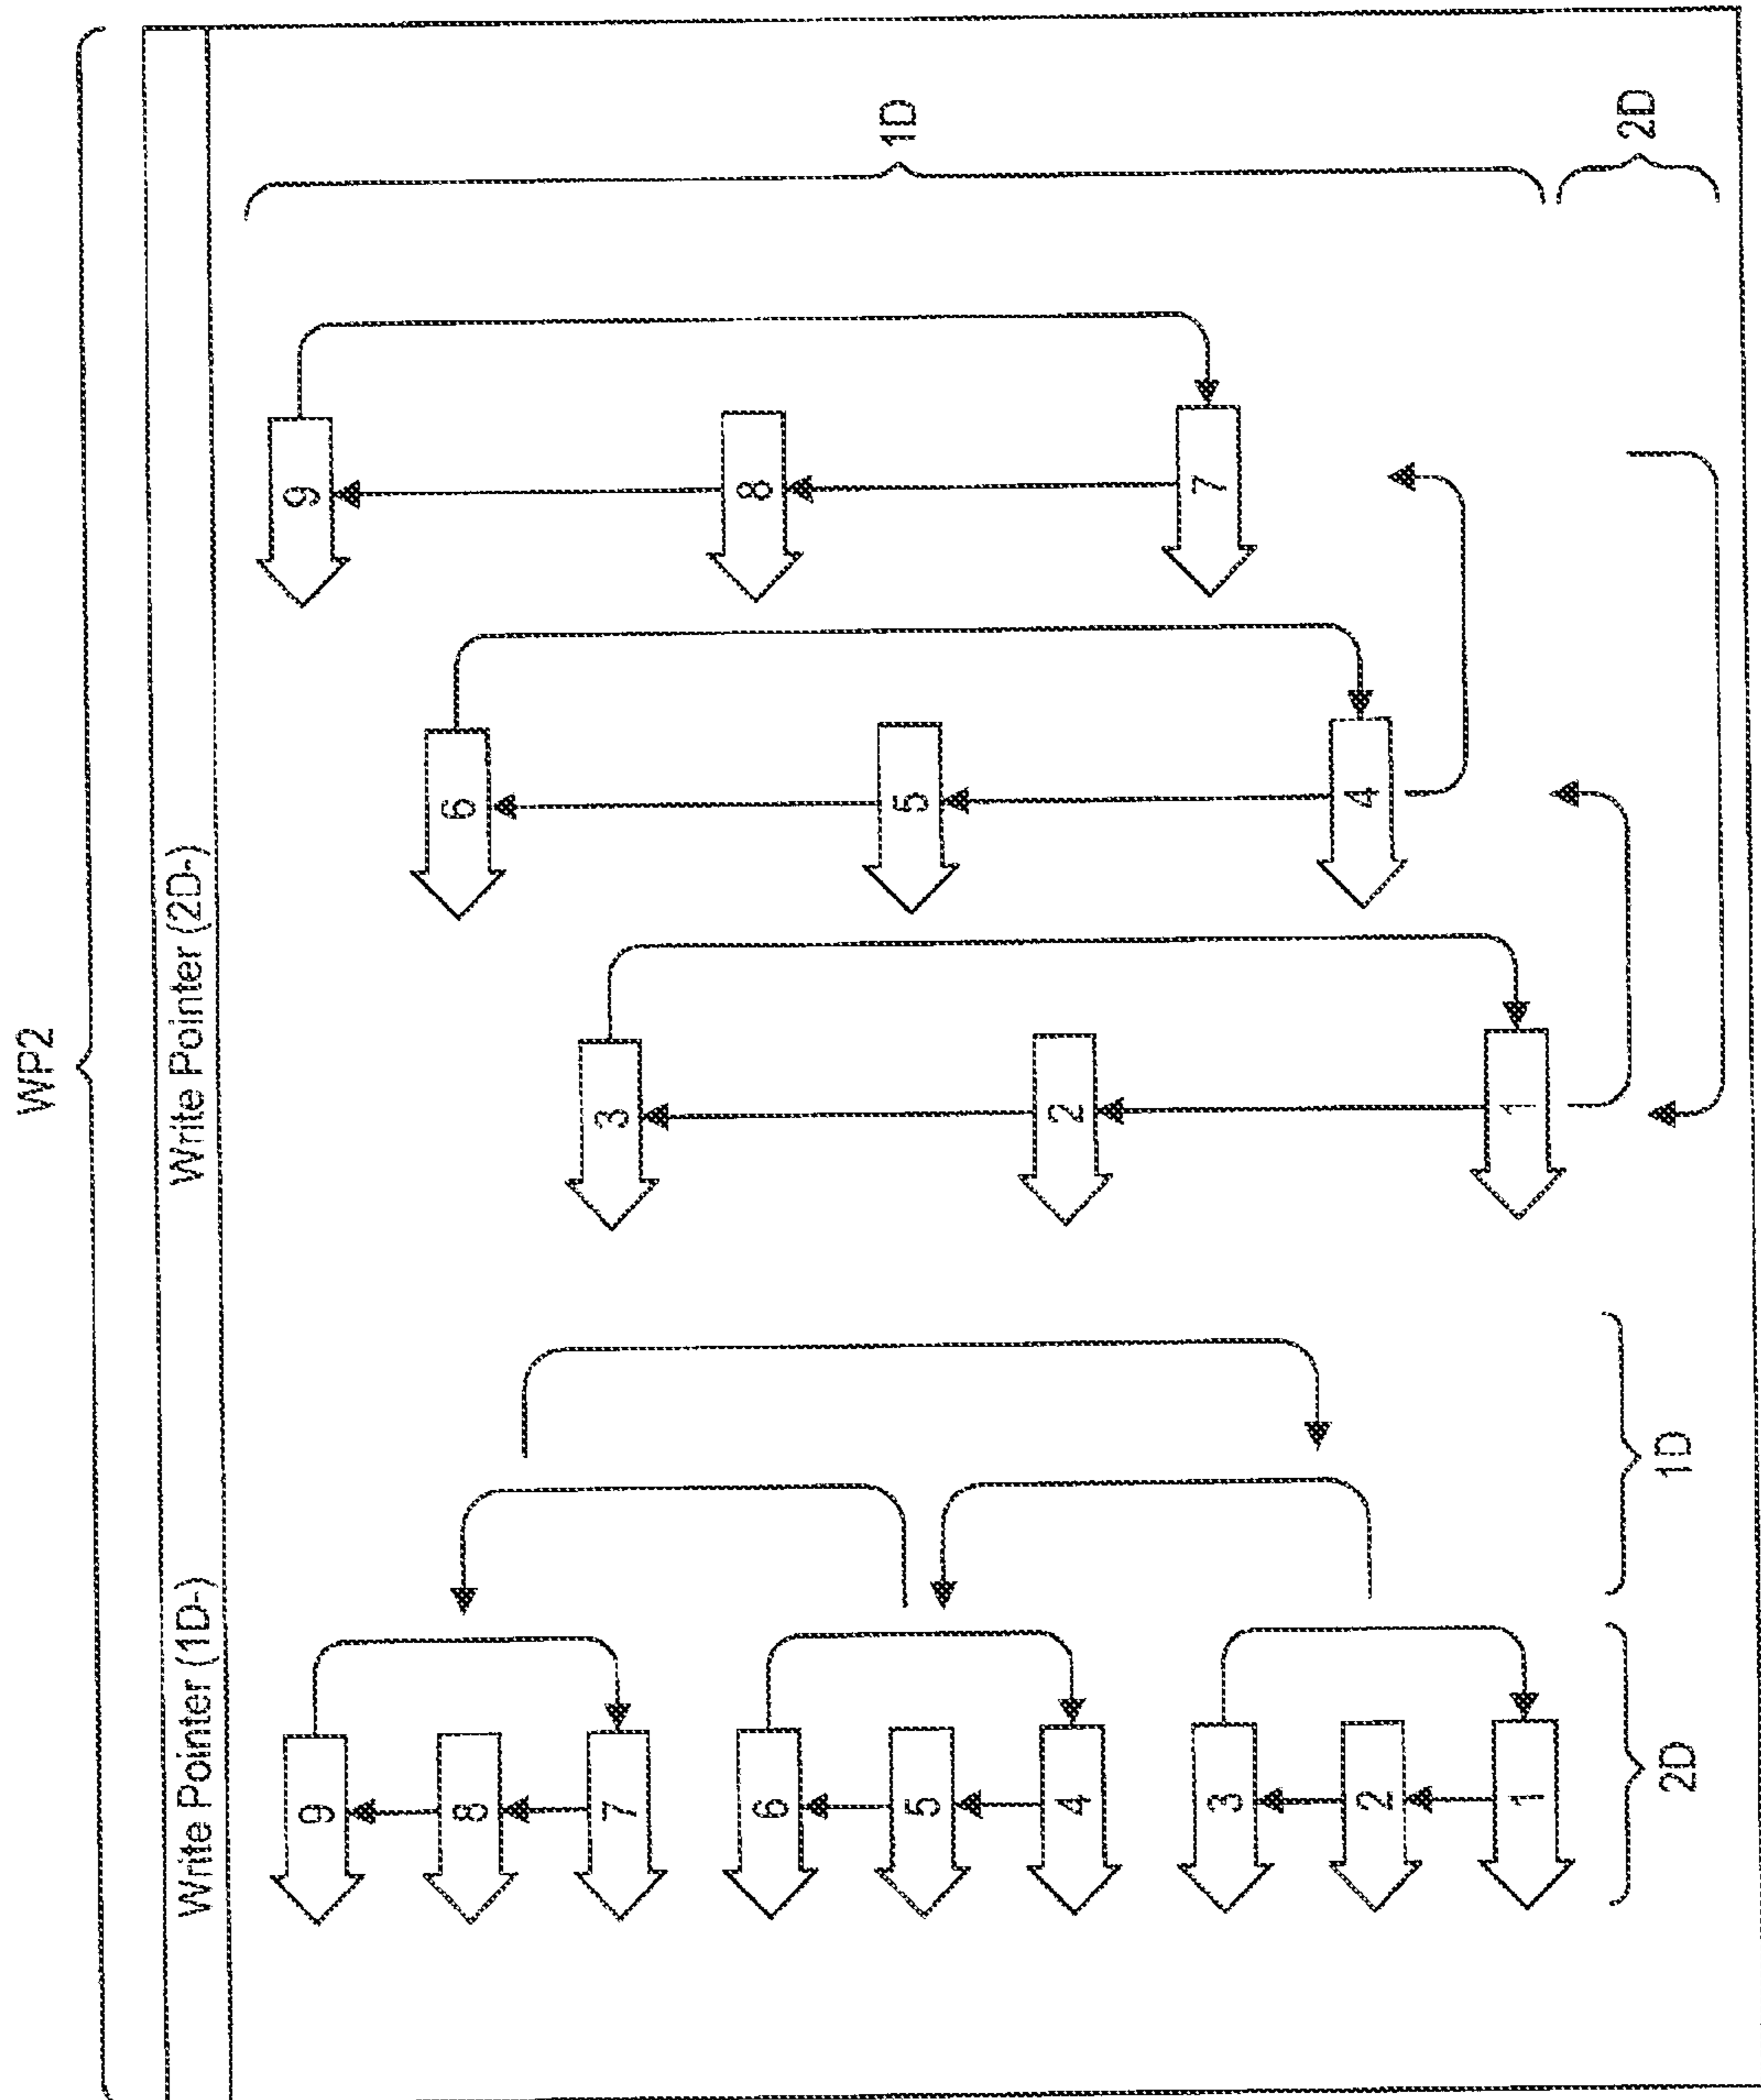 WP2
Write Pointer (1D-) Write Pointer (2D-)
9 9
8 6
7 3
6 8
5 5 1D
4 2
3 7
2 4
1 1
2D 1D 2D